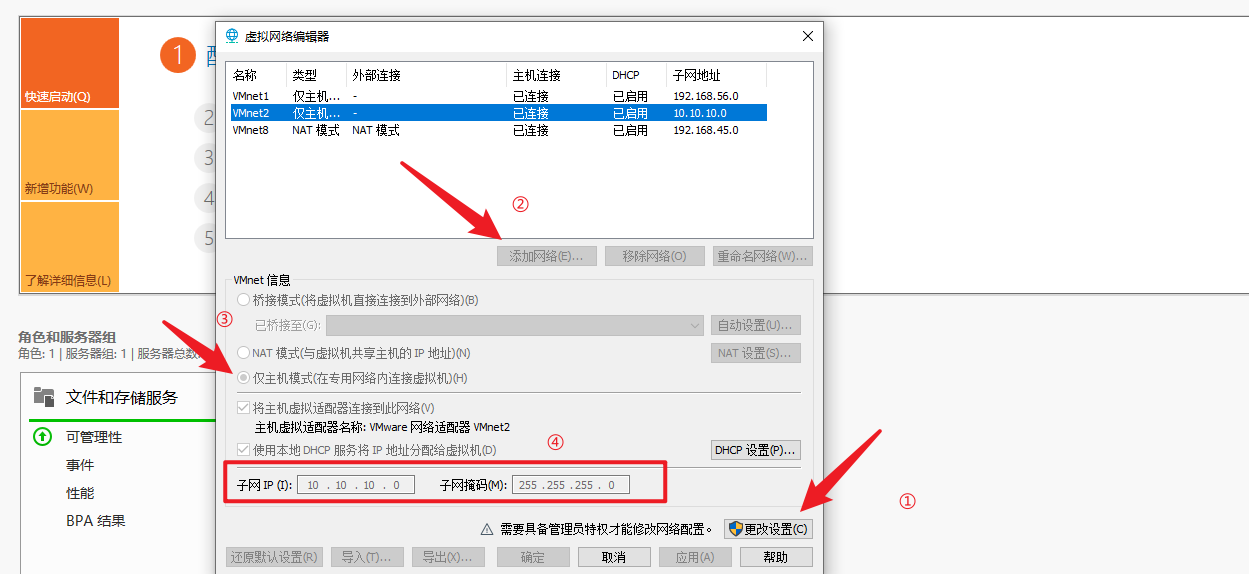 快速启动(Q)
新增功能(W)
了解详细信息(L)
1
2
3
4
5
角色和服务器组
角色: 1 | 服务器组: 1 | 服务器总数
文件和存储服务
可管理性
事件
性能
BPA 结果
虚拟网络编辑器
名称 类型 外部连接 主机连接 DHCP 子网地址
VMnet1 仅主机... - 已连接 已启用 192.168.56.0
VMnet2 仅主机... - 已连接 已启用 10.10.10.0
VMnet8 NAT 模式 NAT 模式 已连接 已启用 192.168.45.0
②
添加网络(E)... 移除网络(O) 重命名网络(W)...
VMnet 信息
桥接模式(将虚拟机直接连接到外部网络)(B)
③
已桥接至(G): 自动设置(U)...
NAT 模式(与虚拟机共享主机的 IP 地址)(N) NAT 设置(S)...
仅主机模式(在专用网络内连接虚拟机)(H)
将主机虚拟适配器连接到此网络(V)
主机虚拟适配器名称: VMware 网络适配器 VMnet2
④
使用本地 DHCP 服务将 IP 地址分配给虚拟机(D) DHCP 设置(P)...
子网 IP (I): 10 . 10 . 10 . 0 子网掩码(M): 255 .255 .255 . 0
①
需要具备管理员特权才能修改网络配置。 更改设置(C)
还原默认设置(R) 导入(T)... 导出(X)... 确定 取消 应用(A) 帮助